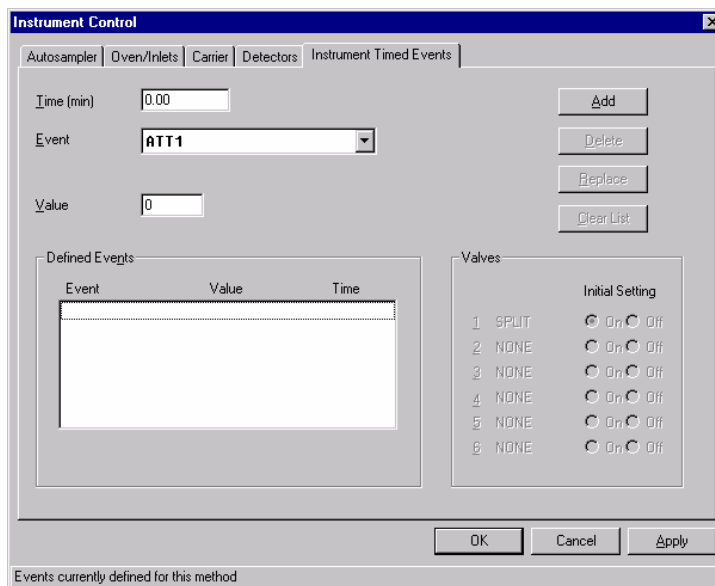 Instrument Control
Autosampler Oven/Inlets Carrier Detectors Instrument Timed Events
Time (min) 0.00 Add
Event ATT1 Delete
Replace
Value 0 Clear List
Defined Events
Event Value Time
Valves
Initial Setting
1 SPLIT On Off
2 NONE On Off
3 NONE On Off
4 NONE On Off
5 NONE On Off
6 NONE On Off
OK Cancel Apply
Events currently defined for this method